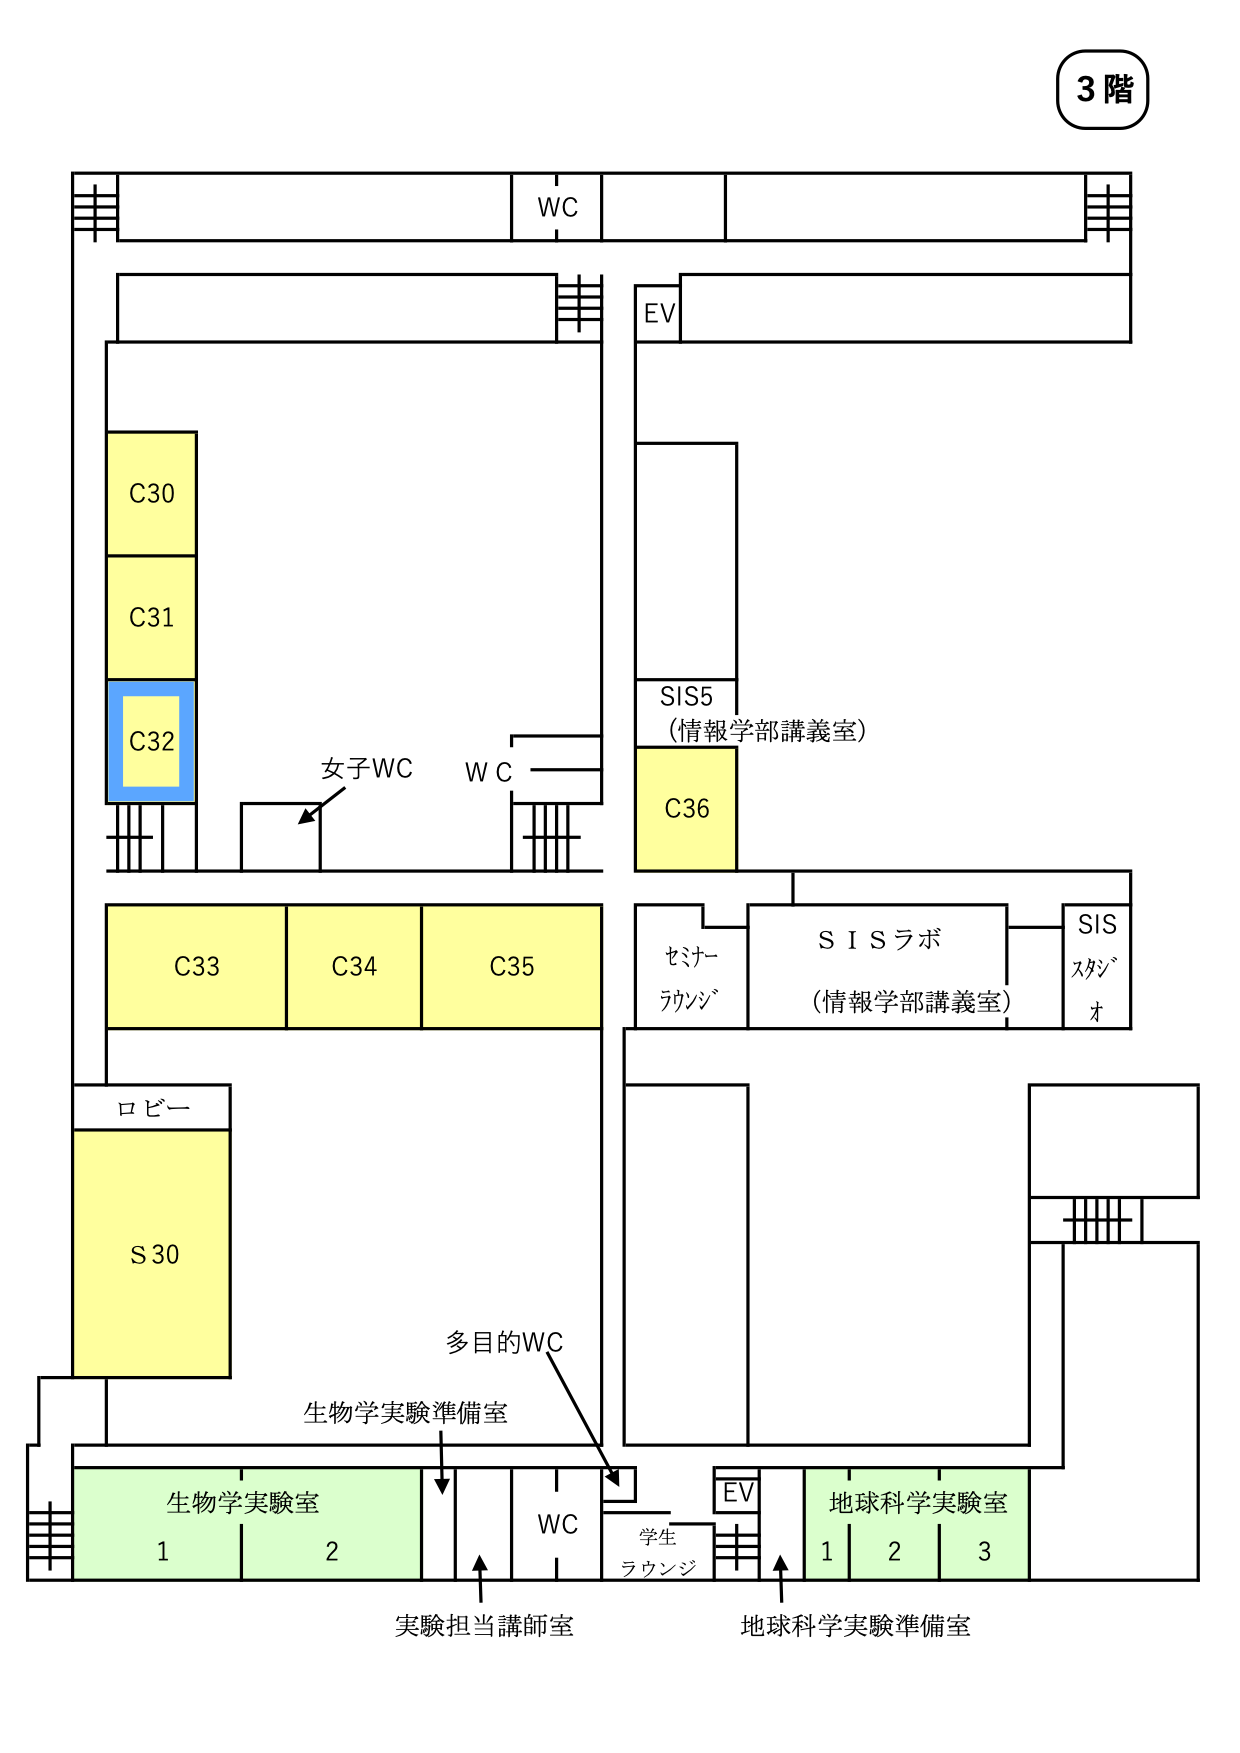 3 階
WC
EV
C30
C31
C32
SIS5
（情報学部講義室）
女子WC
W C
C36
C33
C34
C35
セミナー
ラウンジ
ＳＩＳラボ
（情報学部講義室）
SIS
スタジ
オ
ロビー
Ｓ30
多目的WC
生物学実験準備室
生物学実験室
1
2
WC
学生
ラウンジ
EV
地球科学実験室
1
2
3
実験担当講師室
地球科学実験準備室